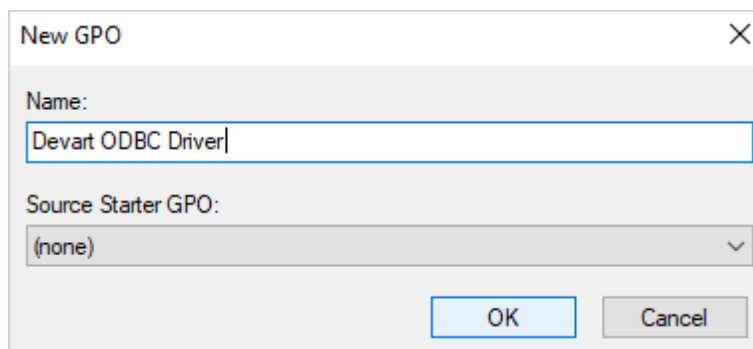 New GPO
Name:
Devart ODBC Driver
Source Starter GPO:
(none)
OK Cancel